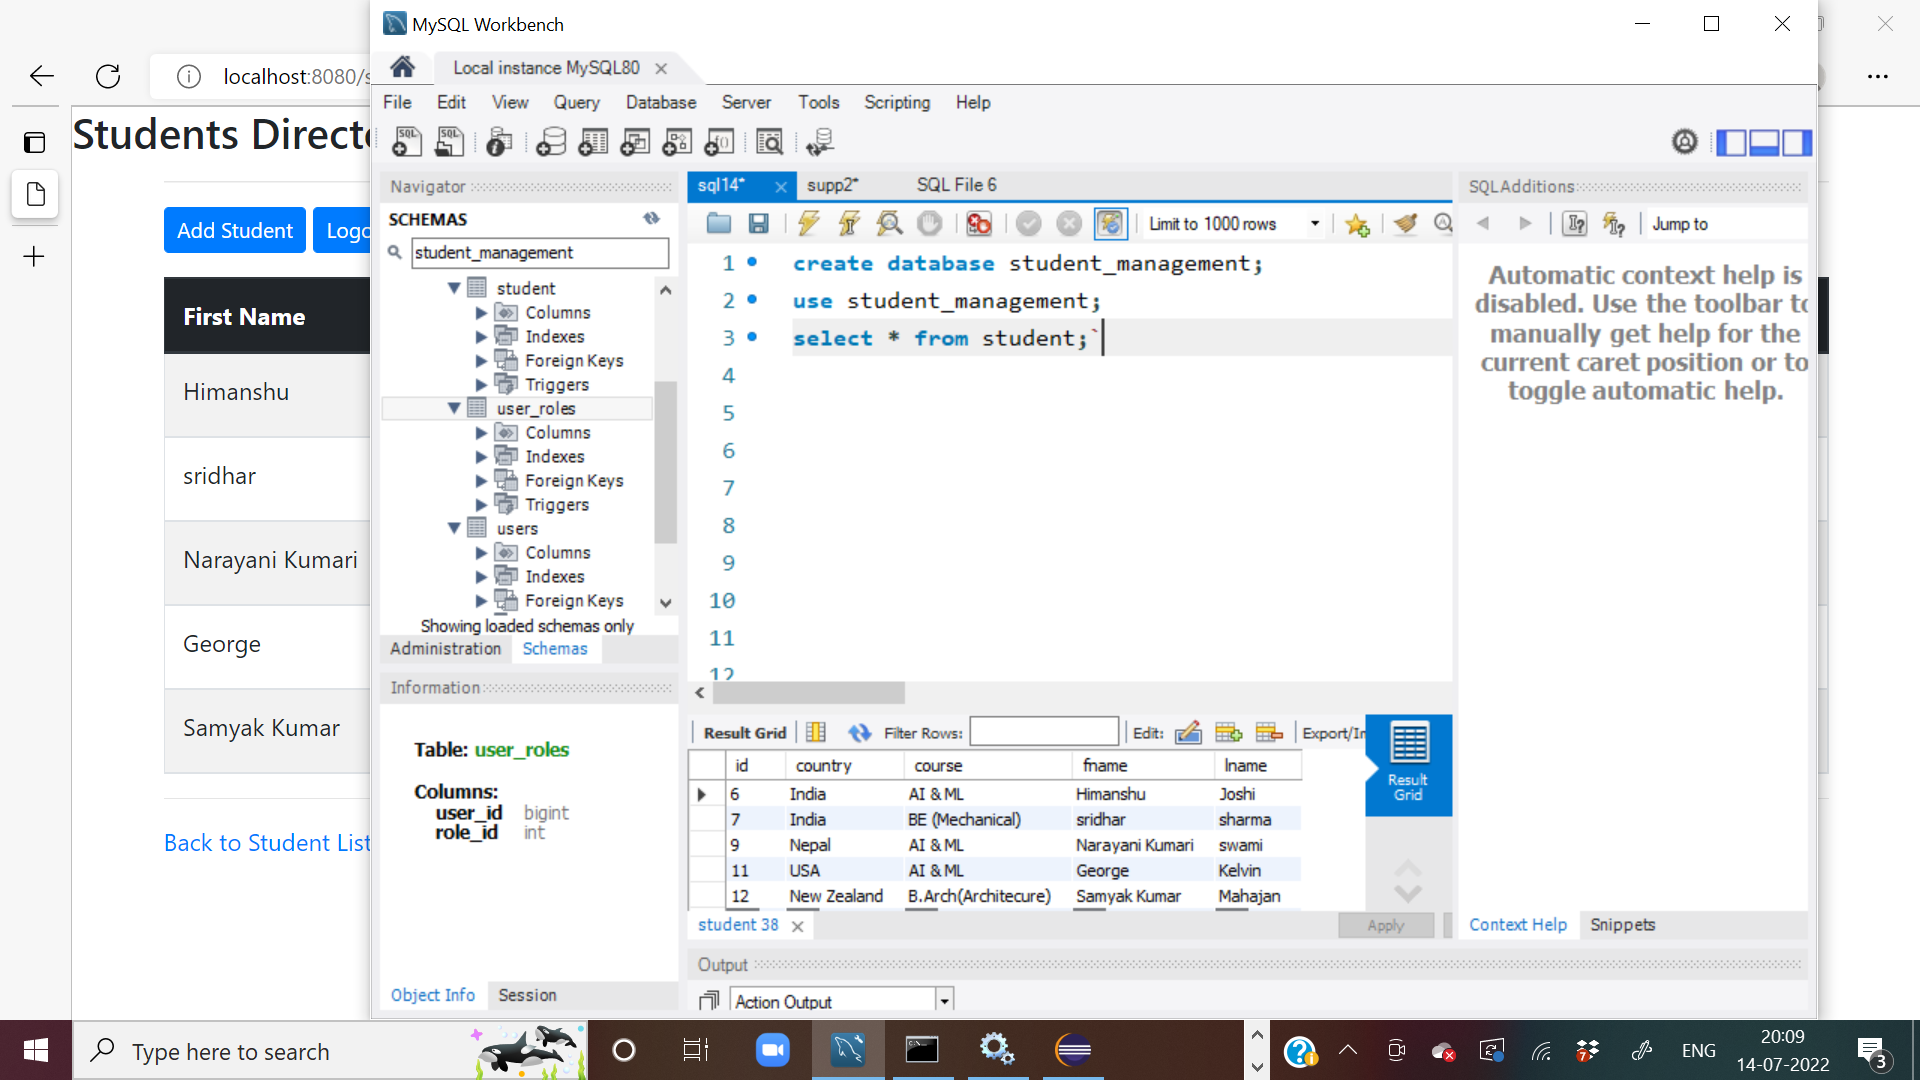 MySQL Workbench
localhost:8080/s
Local instance MySQL80
File Edit View Query Database Server Tools Scripting Help
Students Directo
Add Student
Logo
First Name
Himanshu
sridhar
Narayani Kumari
George
Samyak Kumar
Back to Student List
Navigator
SCHEMAS
student_management
student
Columns
Indexes
Foreign Keys
Triggers
user_roles
Columns
Indexes
Foreign Keys
Triggers
users
Columns
Indexes
Foreign Keys
Showing loaded schemas only
Administration Schemas
Information
Table: user_roles
Columns:
user_id bigint
role_id int
Object Info Session
sql14* supp2* SQL File 6
Limit to 1000 rows
1 create database student_management;
2 use student_management;
3 select * from student;`
4
5
6
7
8
9
10
11
12
Result Grid Filter Rows: Edit: Export/Im
id country course fname lname
6 India AI & ML Himanshu Joshi
7 India BE (Mechanical) sridhar sharma
9 Nepal AI & ML Narayani Kumari swami
11 USA AI & ML George Kelvin
12 New Zealand B.Arch(Architecure) Samyak Kumar Mahajan
Result
Grid
student 38
Apply
Output
Action Output
SQLAdditions
Jump to
Automatic context help is
disabled. Use the toolbar to
manually get help for the
current caret position or to
toggle automatic help.
Context Help Snippets
Type here to search
ENG
20:09
14-07-2022
3